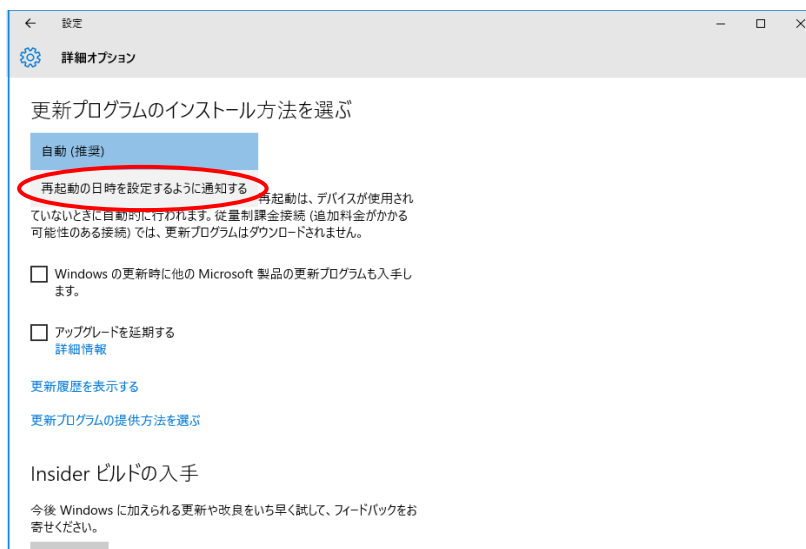 設定
詳細オプション
更新プログラムのインストール方法を選ぶ
自動 (推奨)
再起動の日時を設定するように通知する
再起動は、デバイスが使用され
ていないときに自動的に行われます。従量制課金接続 (追加料金がかかる
可能性のある接続) では、更新プログラムはダウンロードされません。
Windows の更新時に他の Microsoft 製品の更新プログラムも入手し
ます。
アップグレードを延期する
詳細情報
更新履歴を表示する
更新プログラムの提供方法を選ぶ
Insider ビルドの入手
今後 Windows に加えられる更新や改良をいち早く試して、フィードバックをお
寄せください。